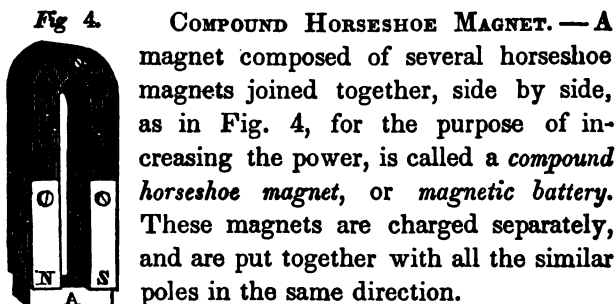 Fig 4.
COMPOUND HORSESHOE MAGNET. — A
magnet composed of several horseshoe
magnets joined together, side by side,
as in Fig. 4, for the purpose of in-
creasing the power, is called a compound
horseshoe magnet, or magnetic battery.
These magnets are charged separately,
and are put together with all the similar
poles in the same direction.
N S
A